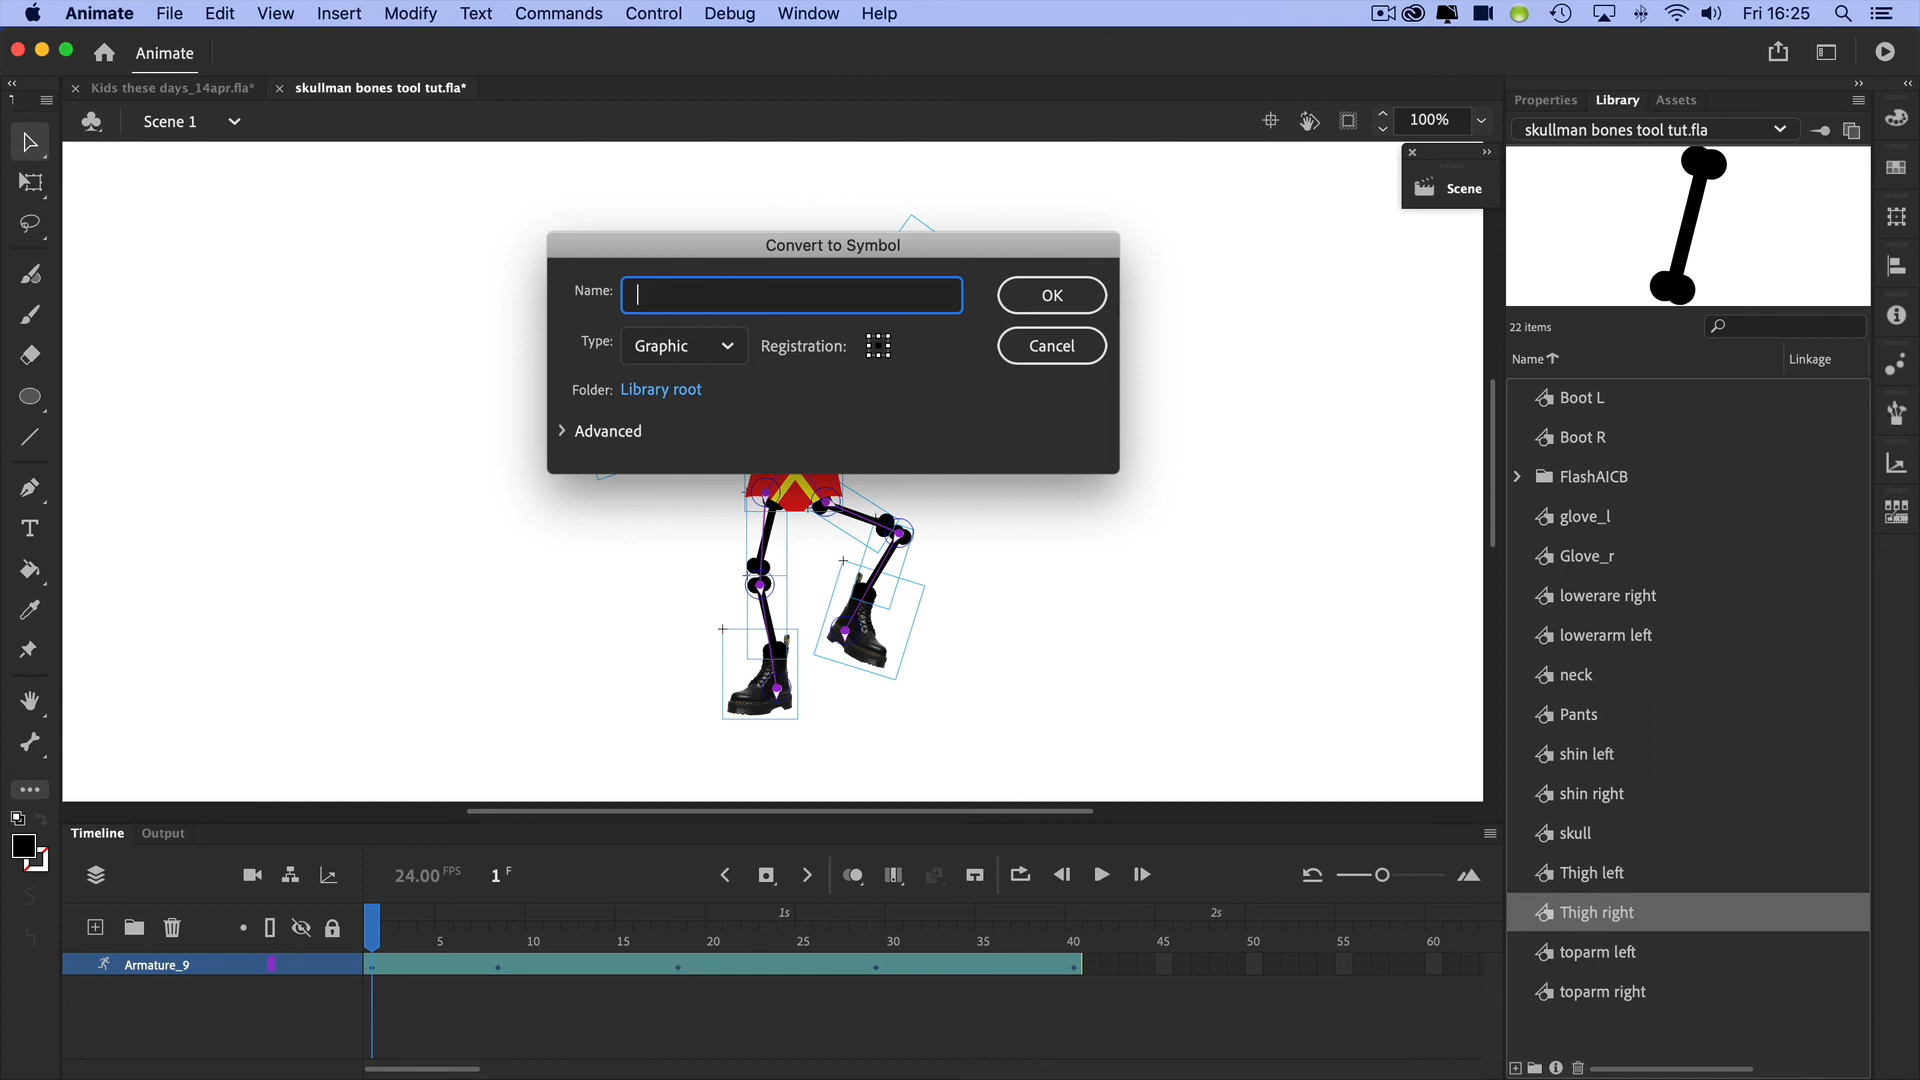 Animate File Edit View Insert Modify Text Commands Control Debug Window Help Fri 16:25
Animate
Kids these days_14apr.fla* skullman bones tool tut.fla*
Scene 1 100%
Scene
Convert to Symbol
Name: OK
Type: Graphic Registration: Cancel
Folder: Library root
Advanced
Properties Library Assets
skullman bones tool tut.fla
22 items
Name Linkage
Boot L
Boot R
FlashAICB
glove_l
Glove_r
lowerare right
lowerarm left
neck
Pants
shin left
shin right
skull
Thigh left
Thigh right
toparm left
toparm right
Timeline Output
24.00 FPS 1 F
1s 2s
5 10 15 20 25 30 35 40 45 50 55 60
Armature_9